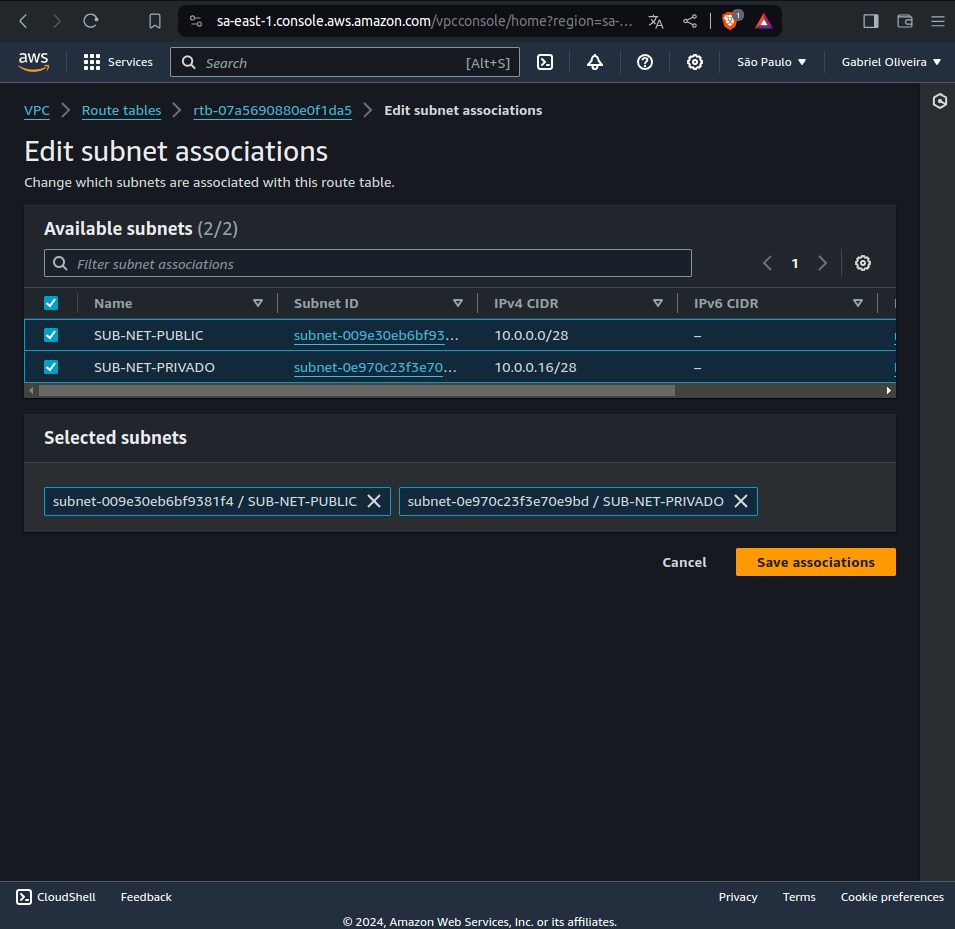 sa-east-1.console.aws.amazon.com/vpcconsole/home?region=sa-...
1
aws Services Search [Alt+S] São Paulo Gabriel Oliveira
VPC Route tables rtb-07a5690880e0f1da5 Edit subnet associations
Edit subnet associations
Change which subnets are associated with this route table.
Available subnets (2/2)
Filter subnet associations 1
Name Subnet ID IPv4 CIDR IPv6 CIDR
SUB-NET-PUBLIC subnet-009e30eb6bf93... 10.0.0.0/28 –
SUB-NET-PRIVADO subnet-0e970c23f3e70... 10.0.0.16/28 –
Selected subnets
subnet-009e30eb6bf9381f4 / SUB-NET-PUBLIC subnet-0e970c23f3e70e9bd / SUB-NET-PRIVADO
Cancel Save associations
CloudShell Feedback Privacy Terms Cookie preferences
© 2024, Amazon Web Services, Inc. or its affiliates.